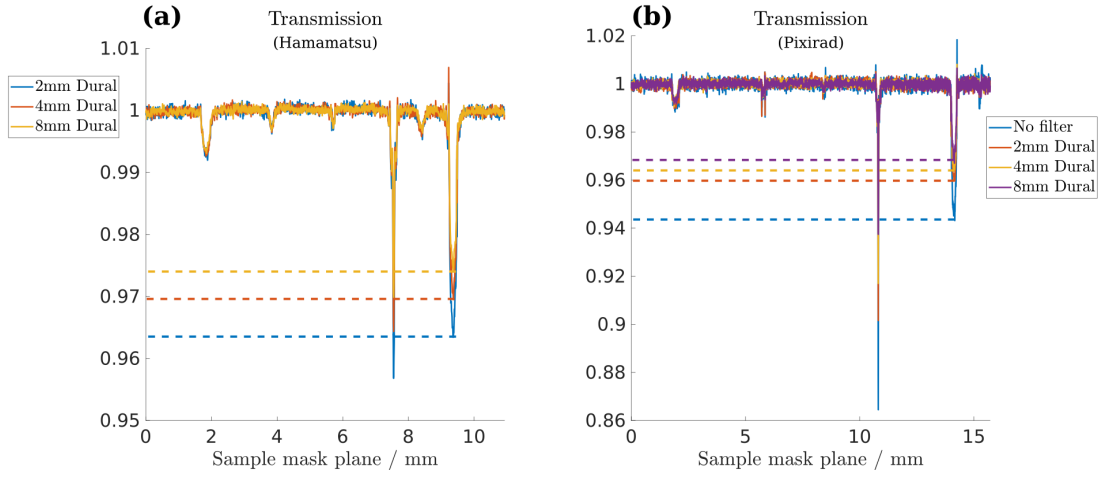 (a)
Transmission
(Hamamatsu)
1.01
1
0.99
0.98
0.97
0.96
0.95
0 2 4 6 8 10
Sample mask plane / mm
2mm Dural
4mm Dural
8mm Dural
(b)
Transmission
(Pixirad)
1.02
1
0.98
0.96
0.94
0.92
0.9
0.88
0.86
0 5 10 15
Sample mask plane / mm
No filter
2mm Dural
4mm Dural
8mm Dural